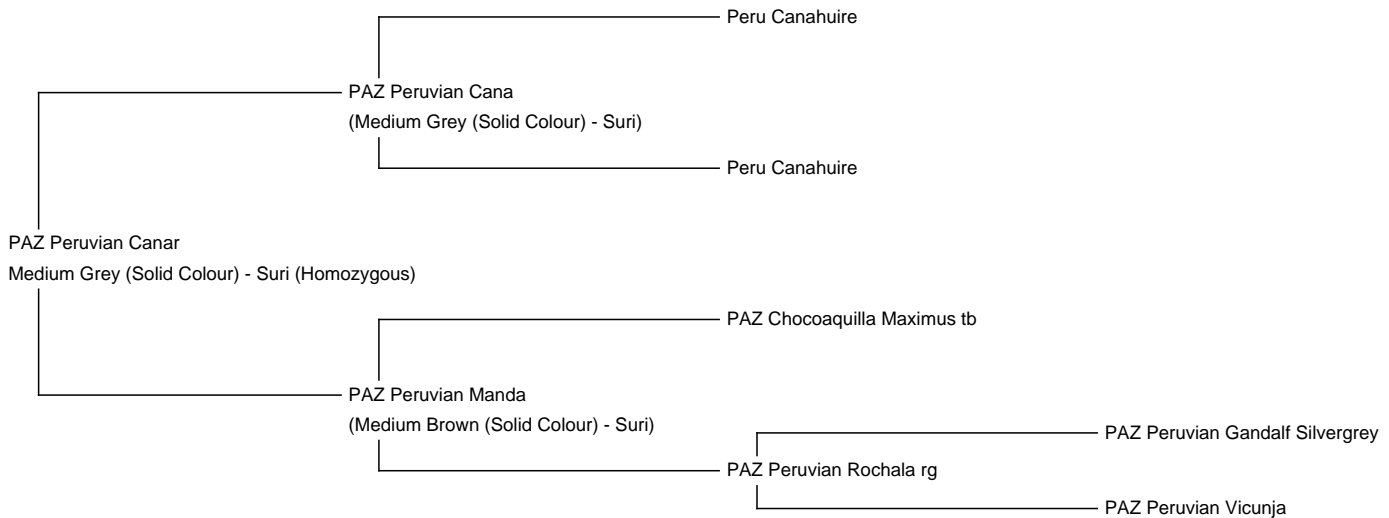 Peru Canahuire
PAZ Peruvian Cana
(Medium Grey (Solid Colour) - Suri)
Peru Canahuire
PAZ Peruvian Canar
Medium Grey (Solid Colour) - Suri (Homozygous)
PAZ Chocoaquilla Maximus tb
PAZ Peruvian Manda
(Medium Brown (Solid Colour) - Suri)
PAZ Peruvian Gandalf Silvergrey
PAZ Peruvian Rochala rg
PAZ Peruvian Vicunja